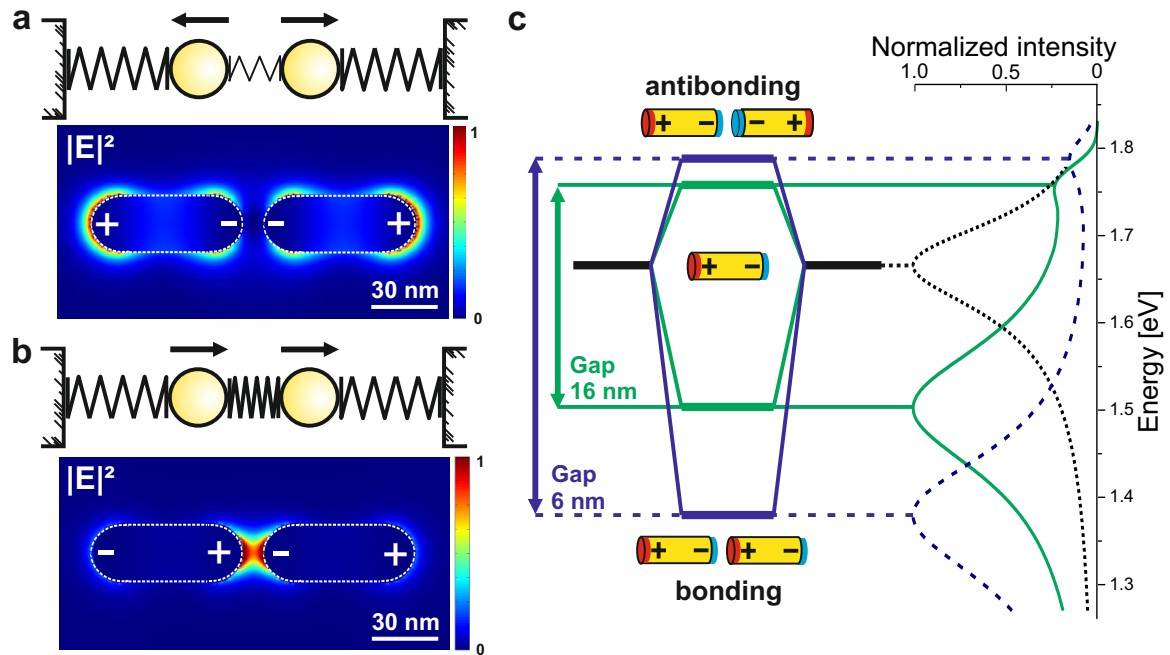 a
|E|²
1
+
-
-
+
30 nm
0
b
|E|²
1
-
+
-
+
30 nm
0
c
Normalized intensity
1.0
0.5
0
antibonding
+ - - +
+ -
Gap
16 nm
Gap
6 nm
+ - + -
bonding
1.8
1.7
1.6
1.5
1.4
1.3
Energy [eV]